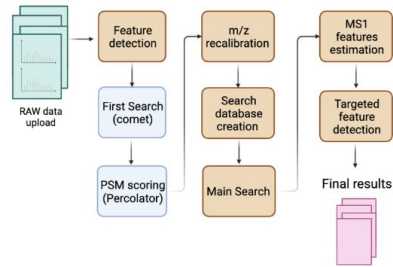 RAW data
upload
Feature
detection
First Search
(comet)
PSM scoring
(Percolator)
m/z
recalibration
Search
database
creation
Main Search
MS1
features
estimation
Targeted
feature
detection
Final results